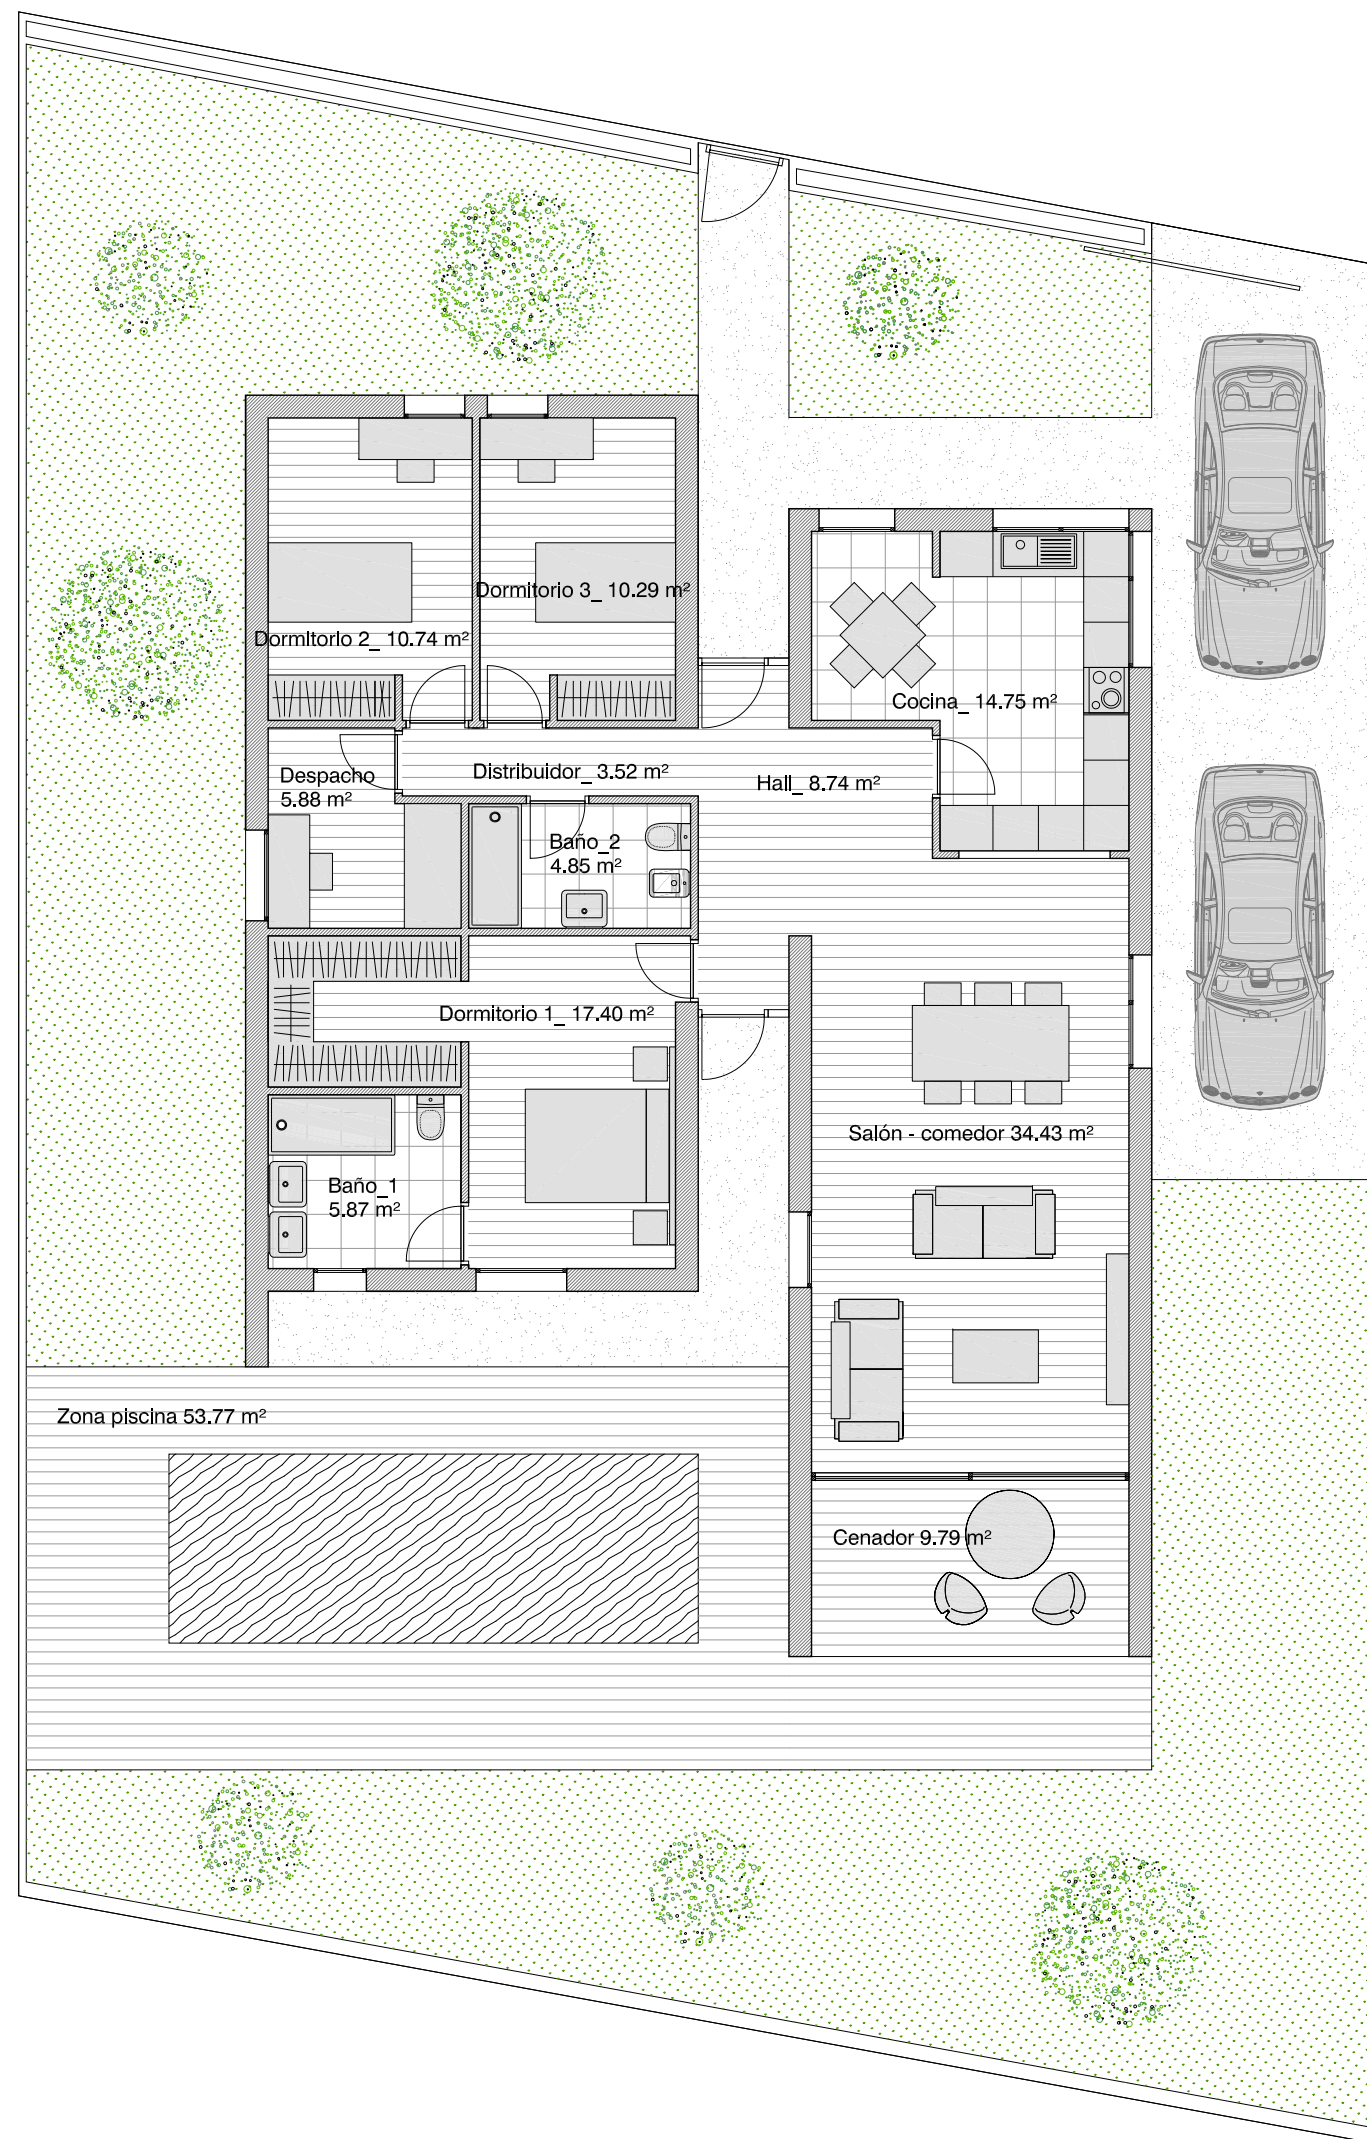 Dormitorio 3_ 10.29 m²
Dormitorio 2_ 10.74 m²
Cocina_ 14.75 m²
Despacho
5.88 m²
Distribuidor_ 3.52 m²
Hall_ 8.74 m²
Baño_2
4.85 m²
Dormitorio 1_ 17.40 m²
Salón - comedor 34.43 m²
Baño_1
5.87 m²
Zona piscina 53.77 m²
Cenador 9.79 m²